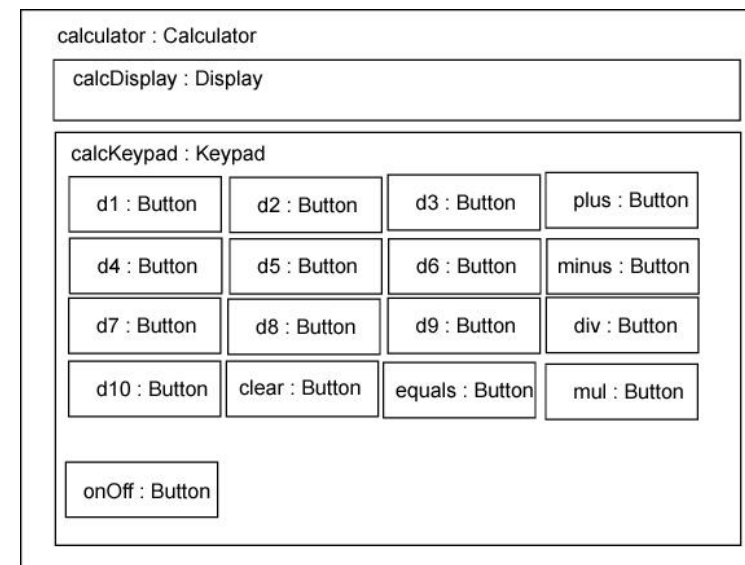 calculator : Calculator
calcDisplay : Display
calcKeypad : Keypad
d1 : Button d2 : Button d3 : Button plus : Button
d4 : Button d5 : Button d6 : Button minus : Button
d7 : Button d8 : Button d9 : Button div : Button
d10 : Button clear : Button equals : Button mul : Button
onOff : Button